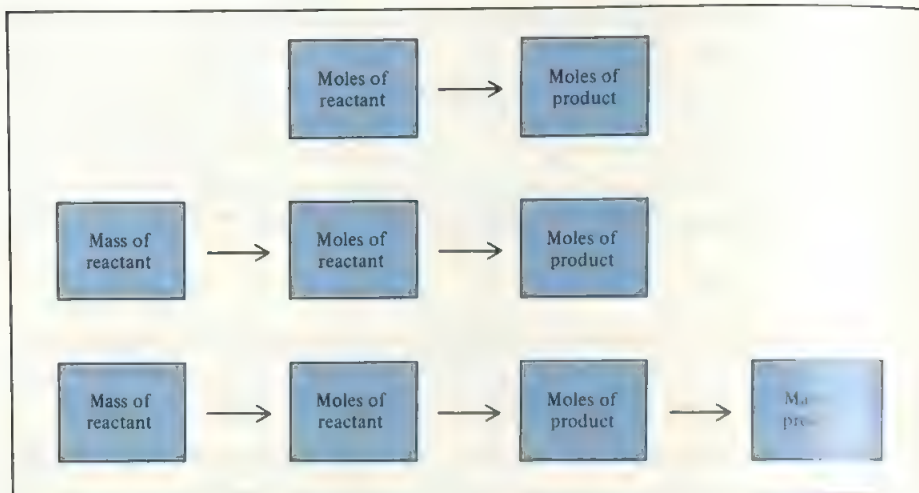 Moles of
reactant
Moles of
product
Mass of
reactant
Moles of
reactant
Moles of
product
Mass of
reactant
Moles of
reactant
Moles of
product